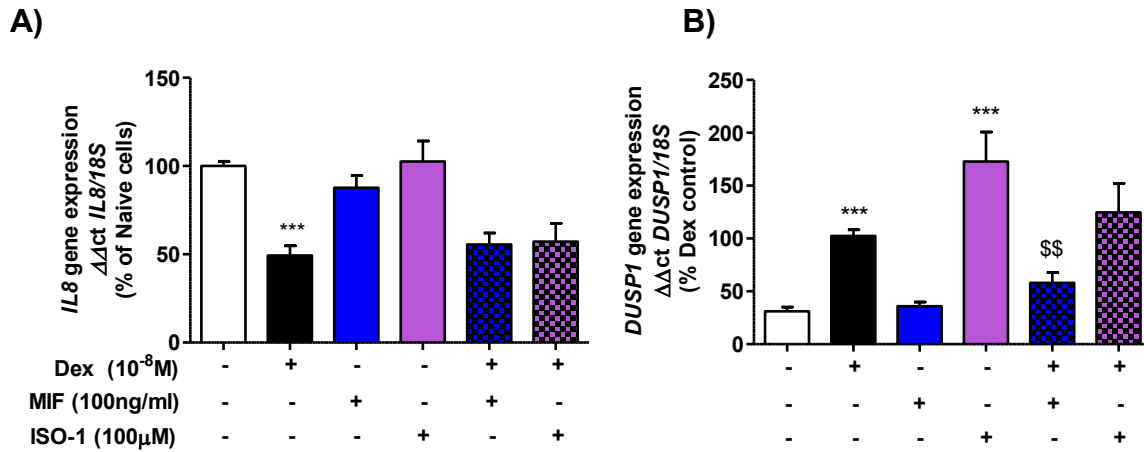 A)
IL8 gene expression
ΔΔct IL8/18S
(% of Naive cells)
150
100
50
0
***
Dex (10⁻⁸M) - + - - + +
MIF (100ng/ml) - - + - + -
ISO-1 (100μM) - - - + - +
B)
DUSP1 gene expression
ΔΔct DUSP1/18S
(% Dex control)
250
200
150
100
50
0
***
***
$$
- + - - + +
- - + - + -
- - - + - +